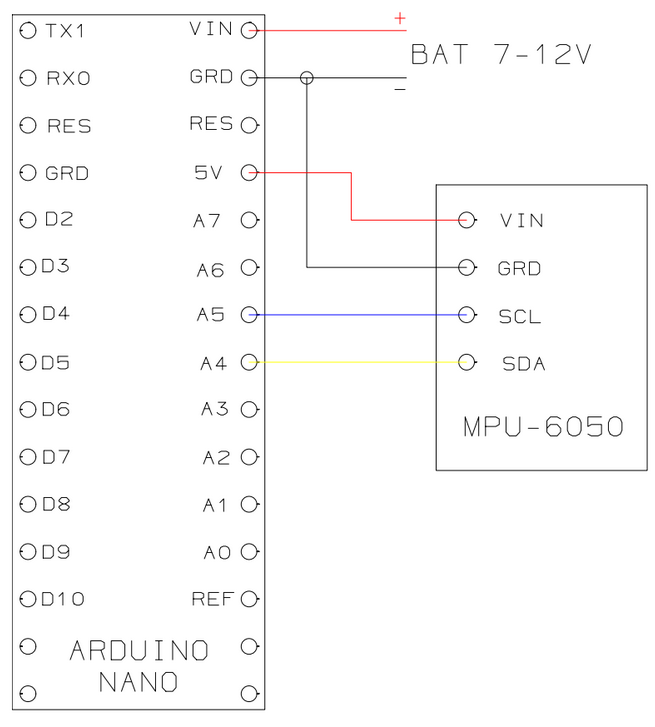 TX1 VIN
RX0 GRD
RES RES
GRD 5V
D2 A7
D3 A6
D4 A5
D5 A4
D6 A3
D7 A2
D8 A1
D9 A0
D10 REF
ARDUINO
NANO
+
BAT 7-12V
-
VIN
GRD
SCL
SDA
MPU-6050